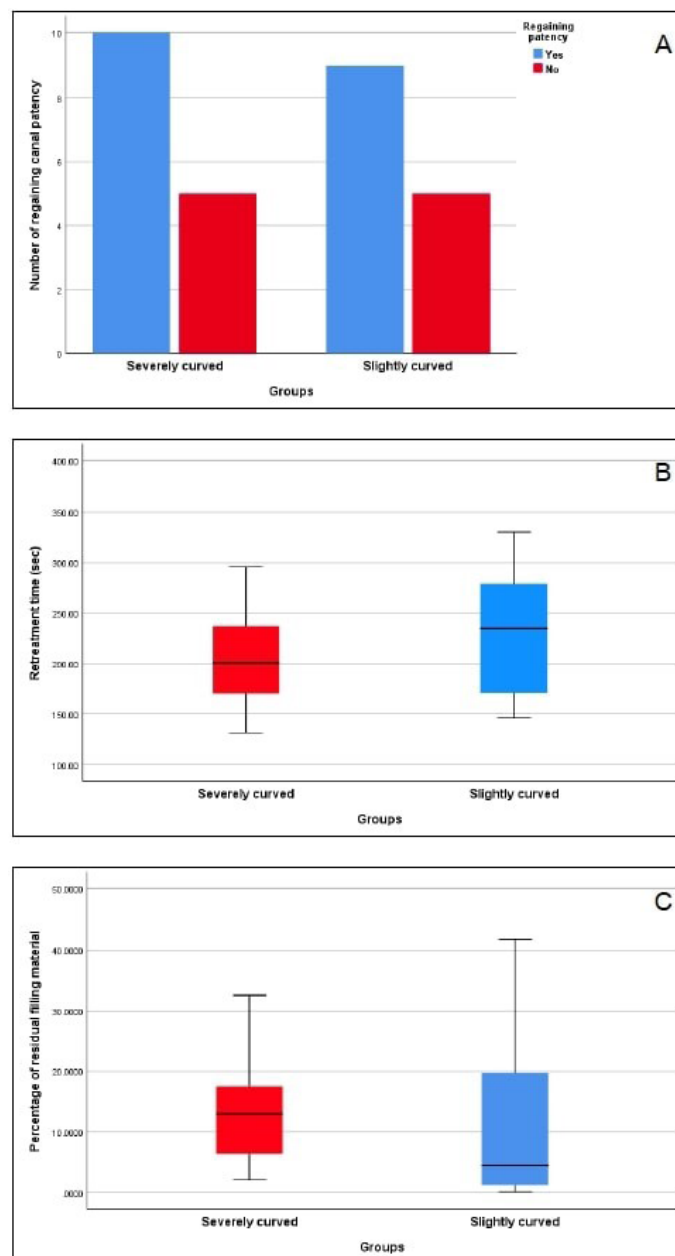 Regaining
patency
Yes
No
A
10
8
6
4
2
0
Number of regaining canal patency
Severely curved
Slightly curved
Groups
B
400.00
350.00
300.00
250.00
200.00
150.00
100.00
Retreatment time (sec)
Severely curved
Slightly curved
Groups
C
50.0000
40.0000
30.0000
20.0000
10.0000
.0000
Percentage of residual filling material
Severely curved
Slightly curved
Groups